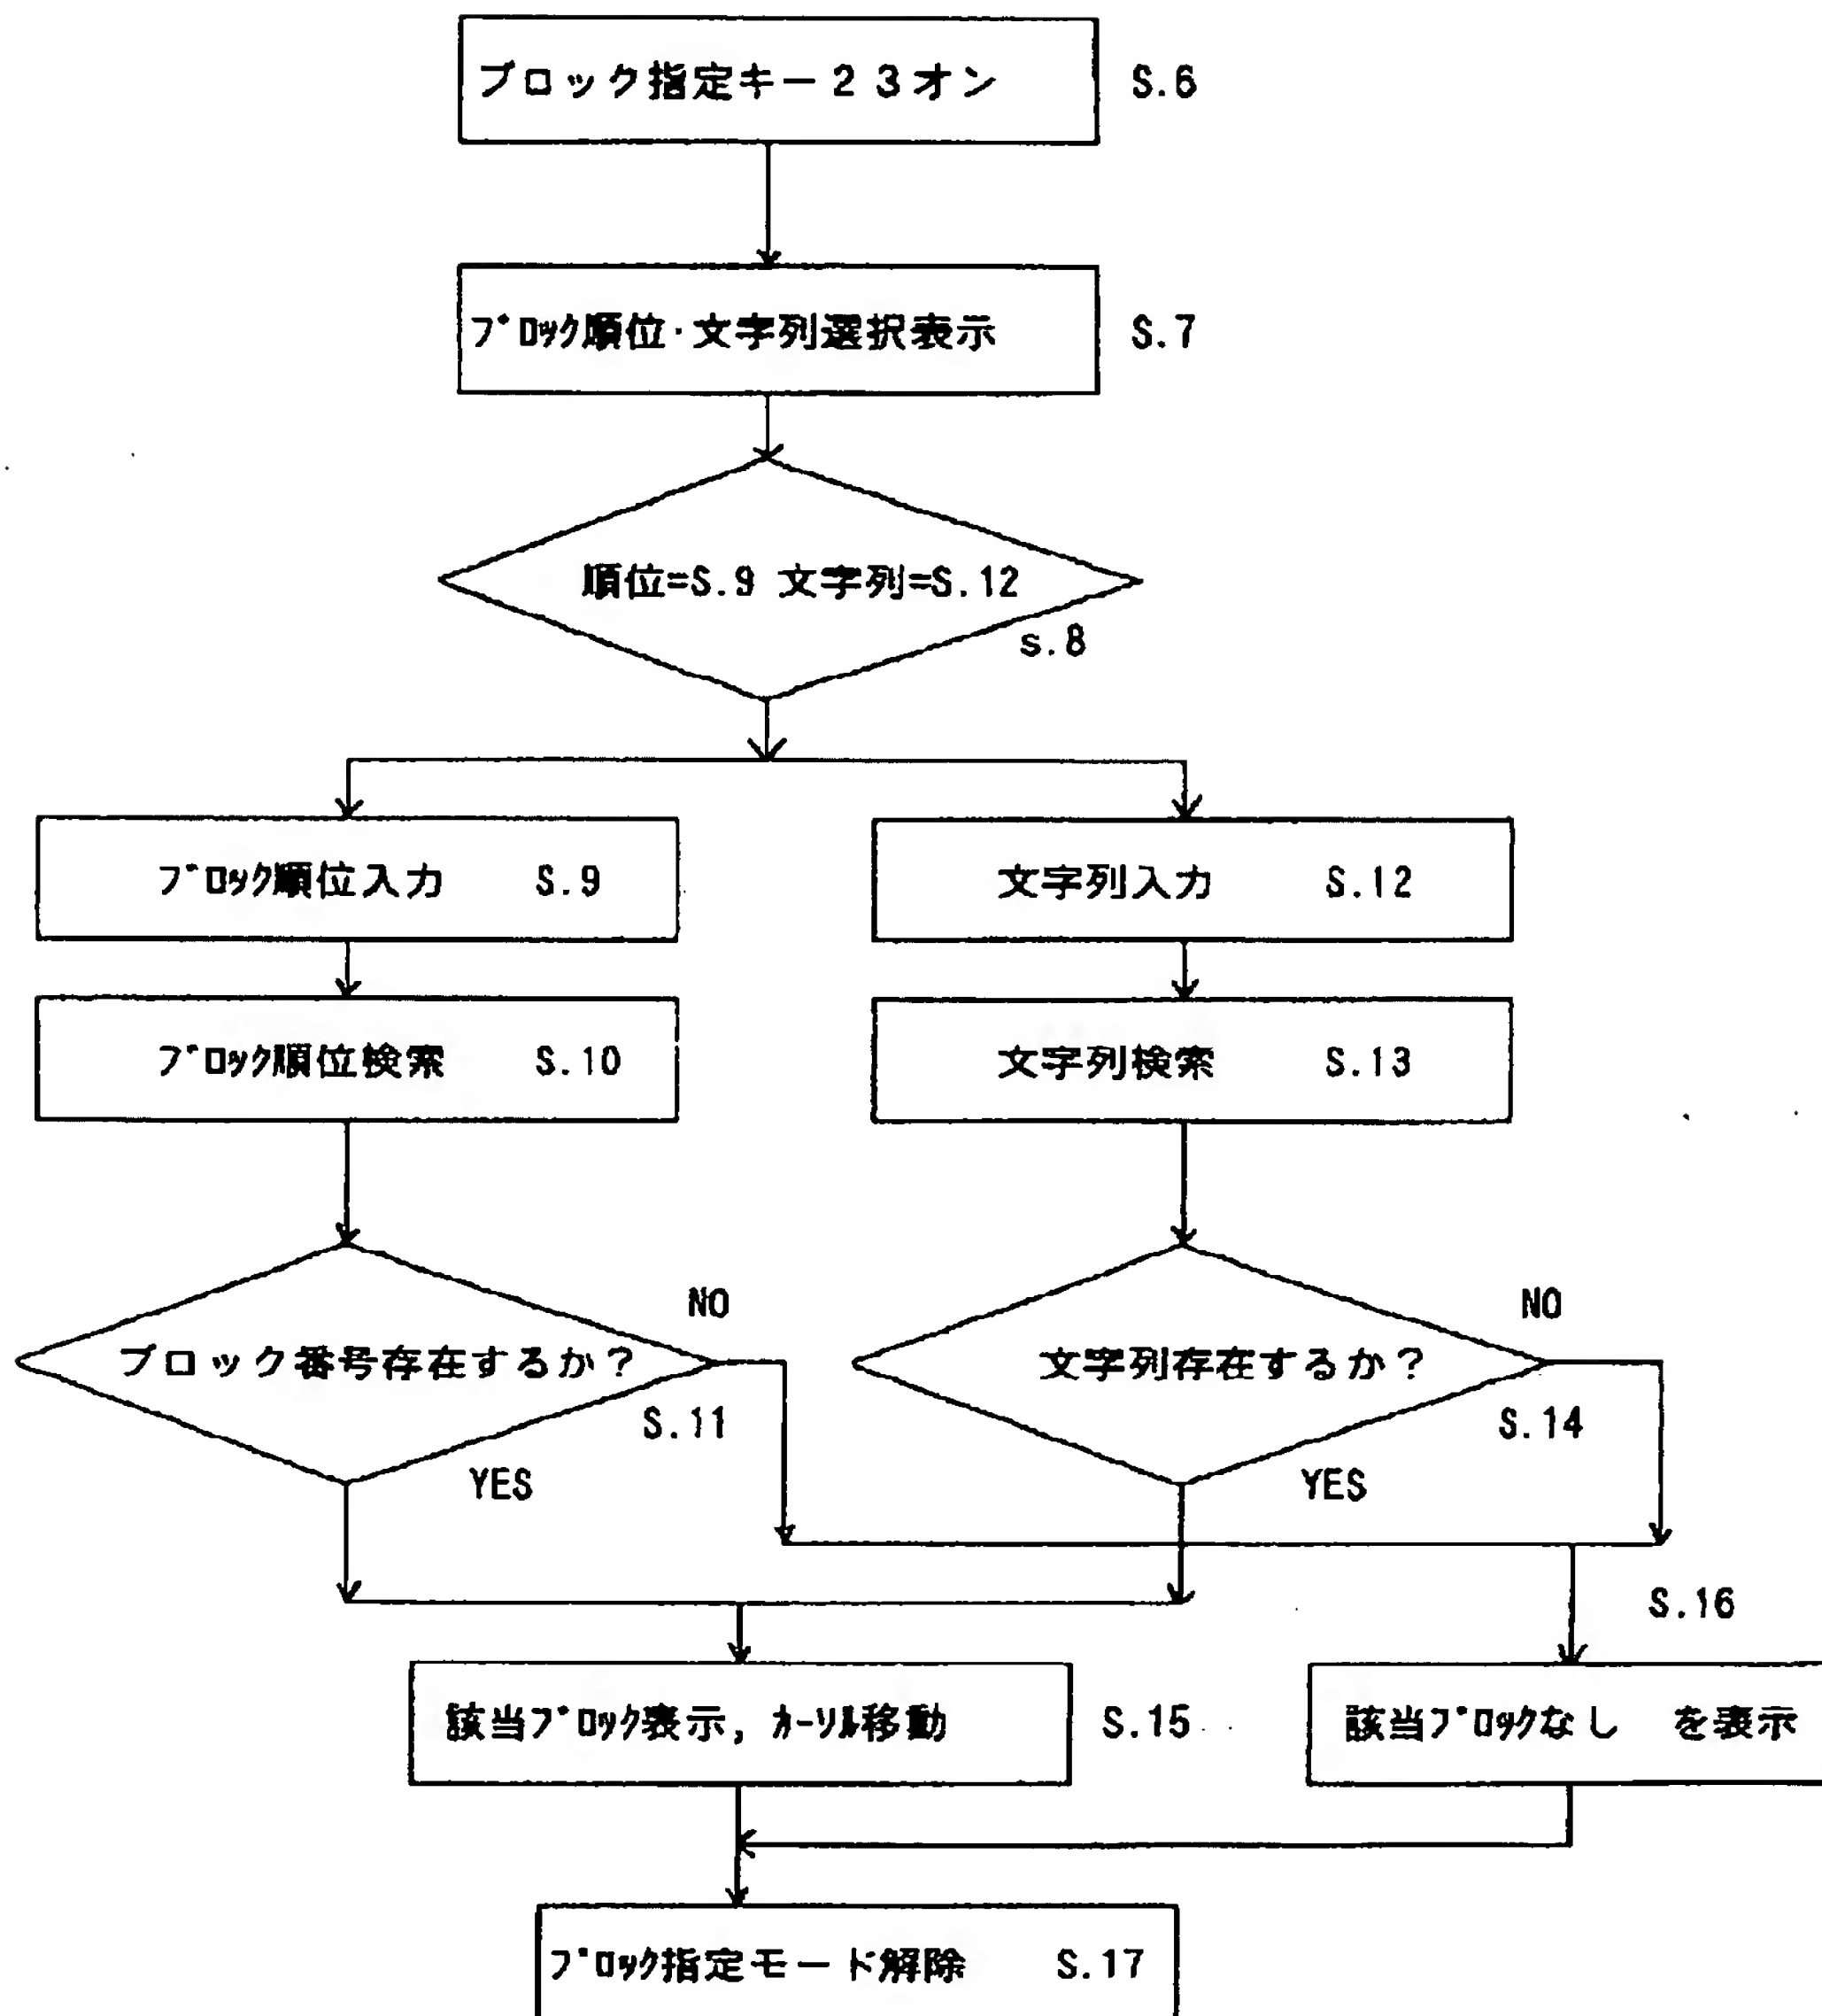 ブロック指定キー23オン S.6
ブロック順位・文字列選択表示 S.7
順位=S.9 文字列=S.12
s.8
ブロック順位入力 S.9
文字列入力 S.12
ブロック順位検索 S.10
文字列検索 S.13
NO
NO
ブロック番号存在するか？
文字列存在するか？
S.11
S.14
YES
YES
S.16
該当ブロック表示, カーソル移動 S.15
該当ブロックなし を表示
ブロック指定モード解除 S.17